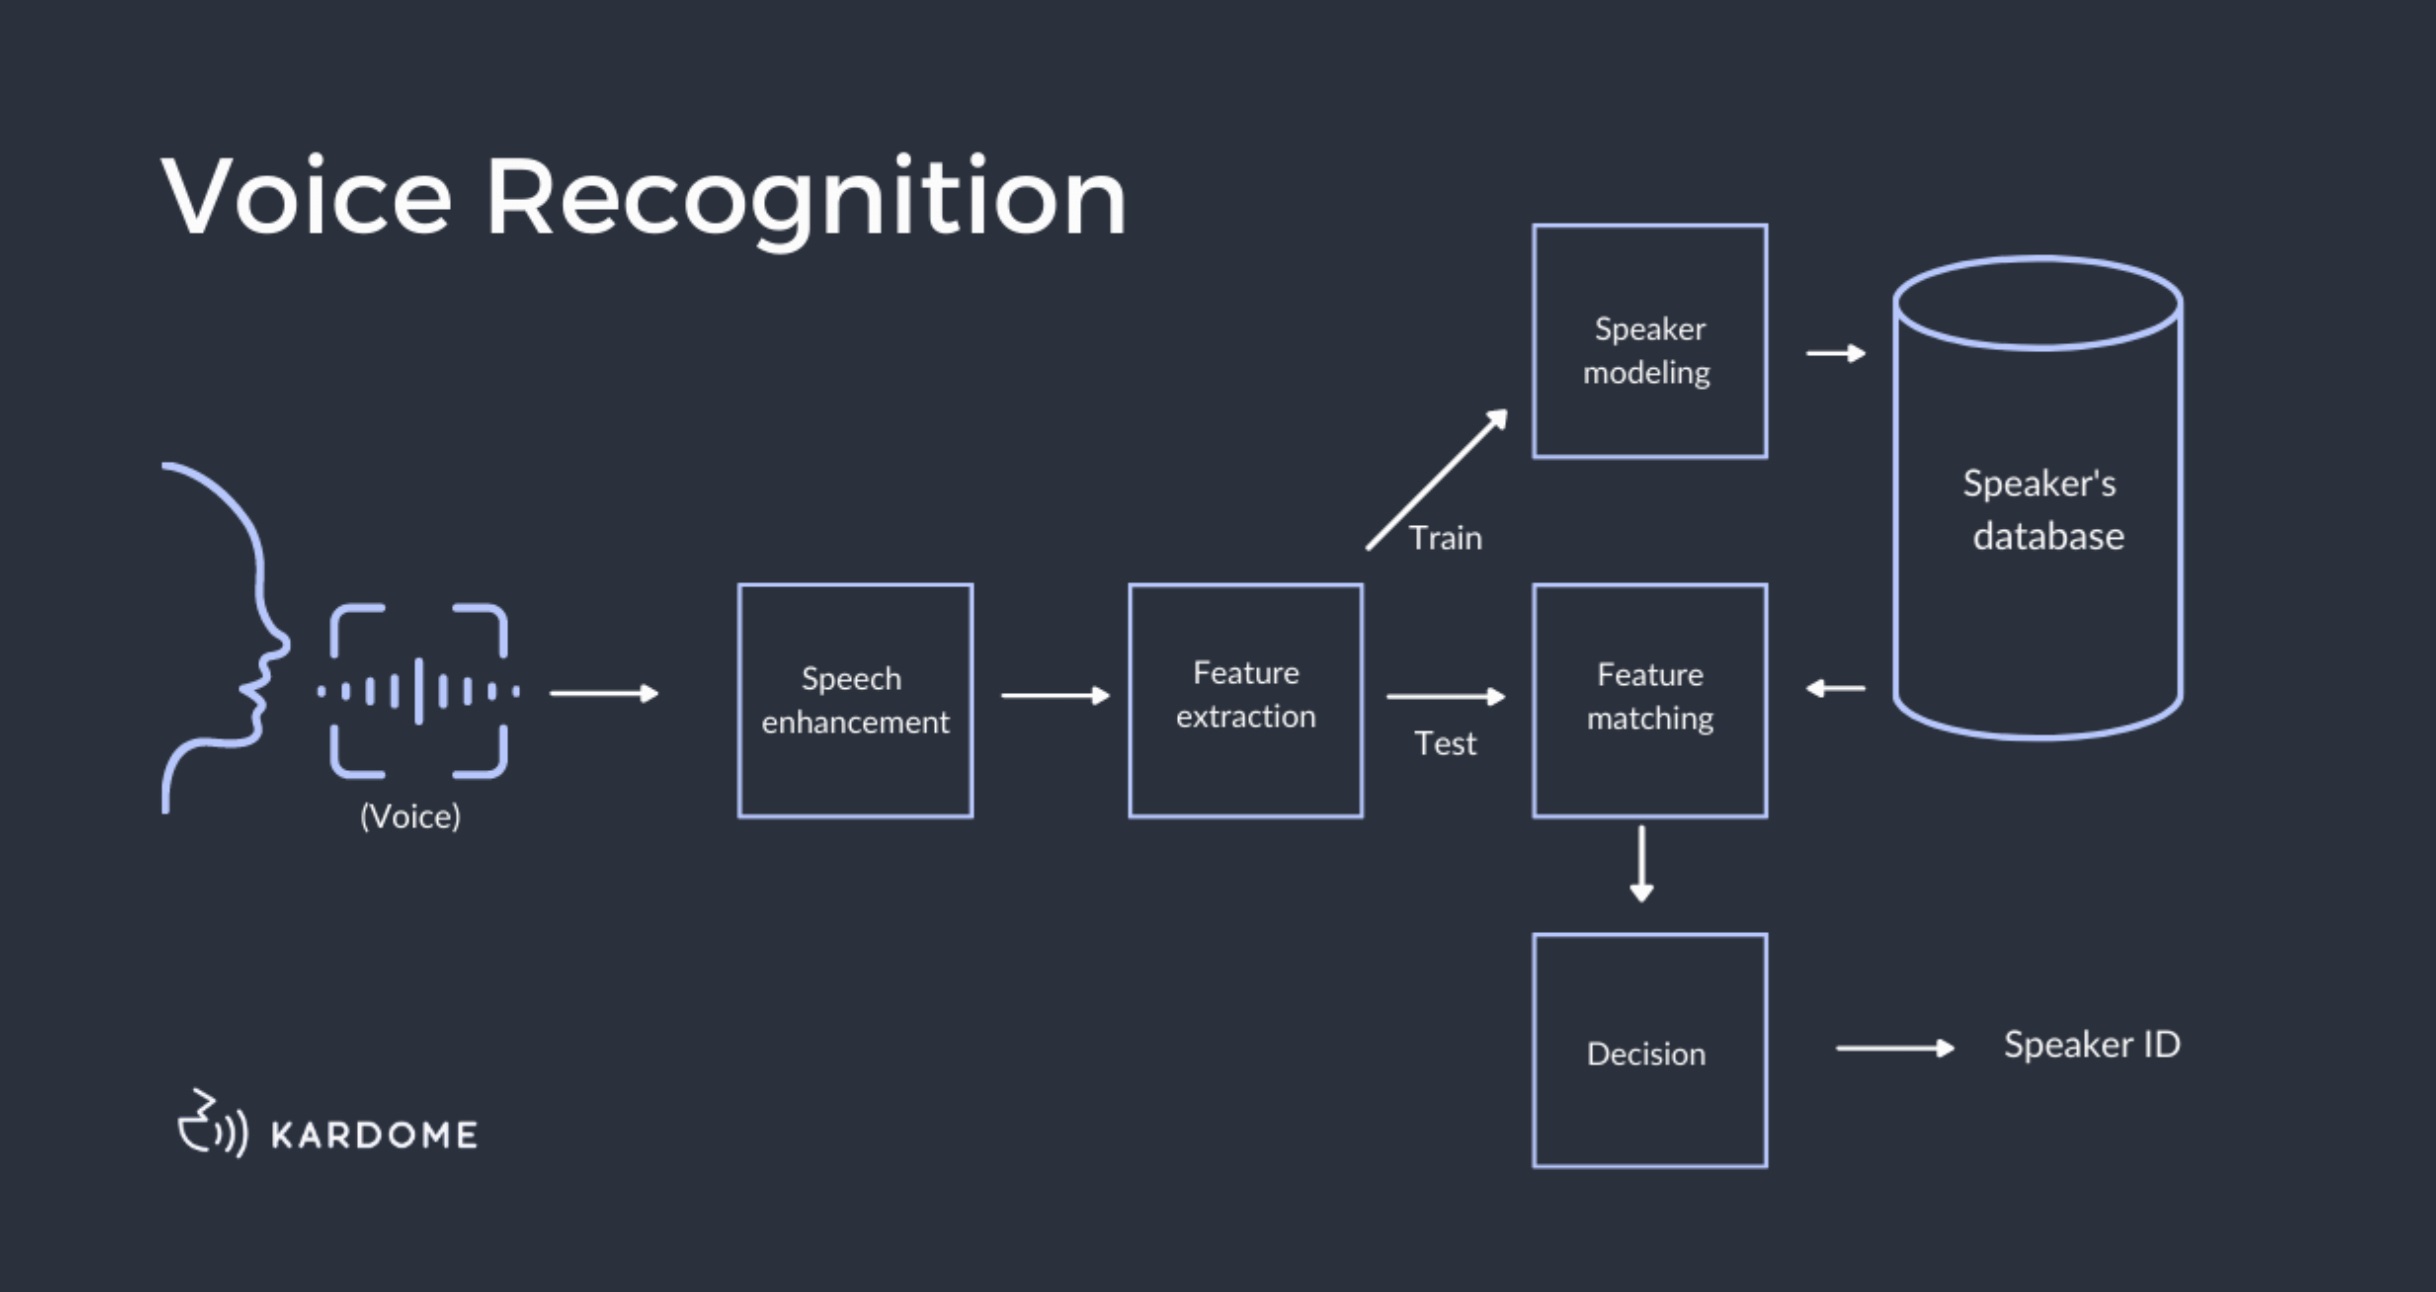 Voice Recognition
(Voice)
Speech
enhancement
Feature
extraction
Train
Speaker
modeling
Speaker's
database
Test
Feature
matching
Decision
Speaker ID
KARDOME